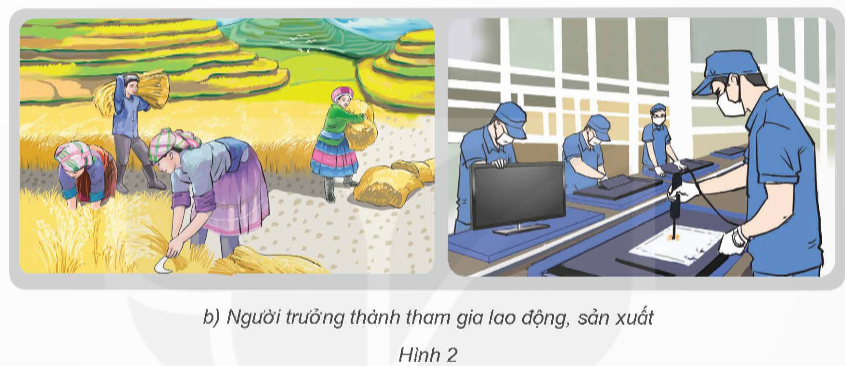 b) Người trưởng thành tham gia lao động, sản xuất
Hình 2